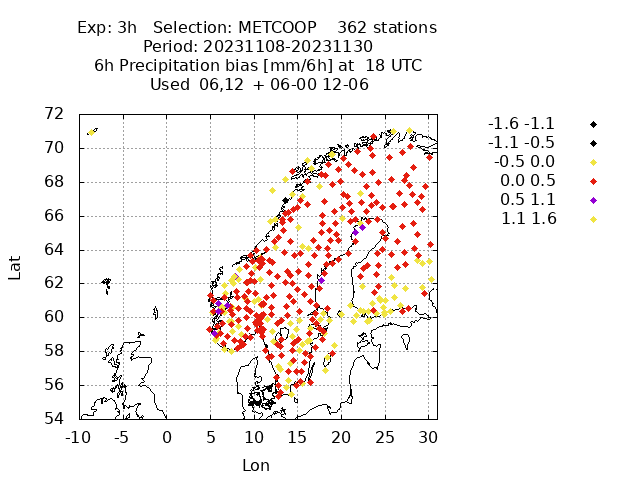 Exp: 3h   Selection: METCOOP    362 stations
Period: 20231108-20231130
6h Precipitation bias [mm/6h] at  18 UTC
Used  06,12  + 06-00 12-06
72
70
68
66
64
62
60
58
56
54
-10 -5 0 5 10 15 20 25 30
Lat
Lon
-1.6 -1.1
-1.1 -0.5
-0.5 0.0
0.0 0.5
0.5 1.1
1.1 1.6